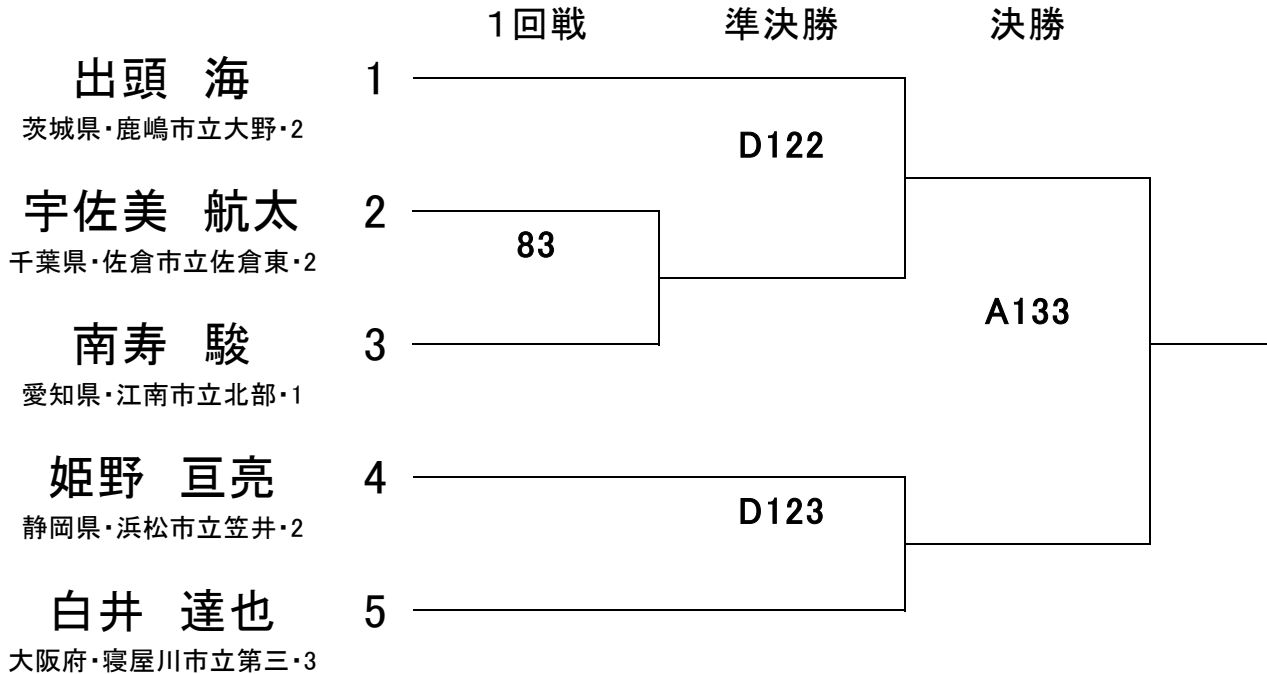 1回戦 準決勝 決勝
出頭 海 1
茨城県・鹿嶋市立大野・2
D122
宇佐美 航太 2
千葉県・佐倉市立佐倉東・2
83
A133
南寿 駿 3
愛知県・江南市立北部・1
姫野 亘亮 4
静岡県・浜松市立笠井・2
D123
白井 達也 5
大阪府・寝屋川市立第三・3